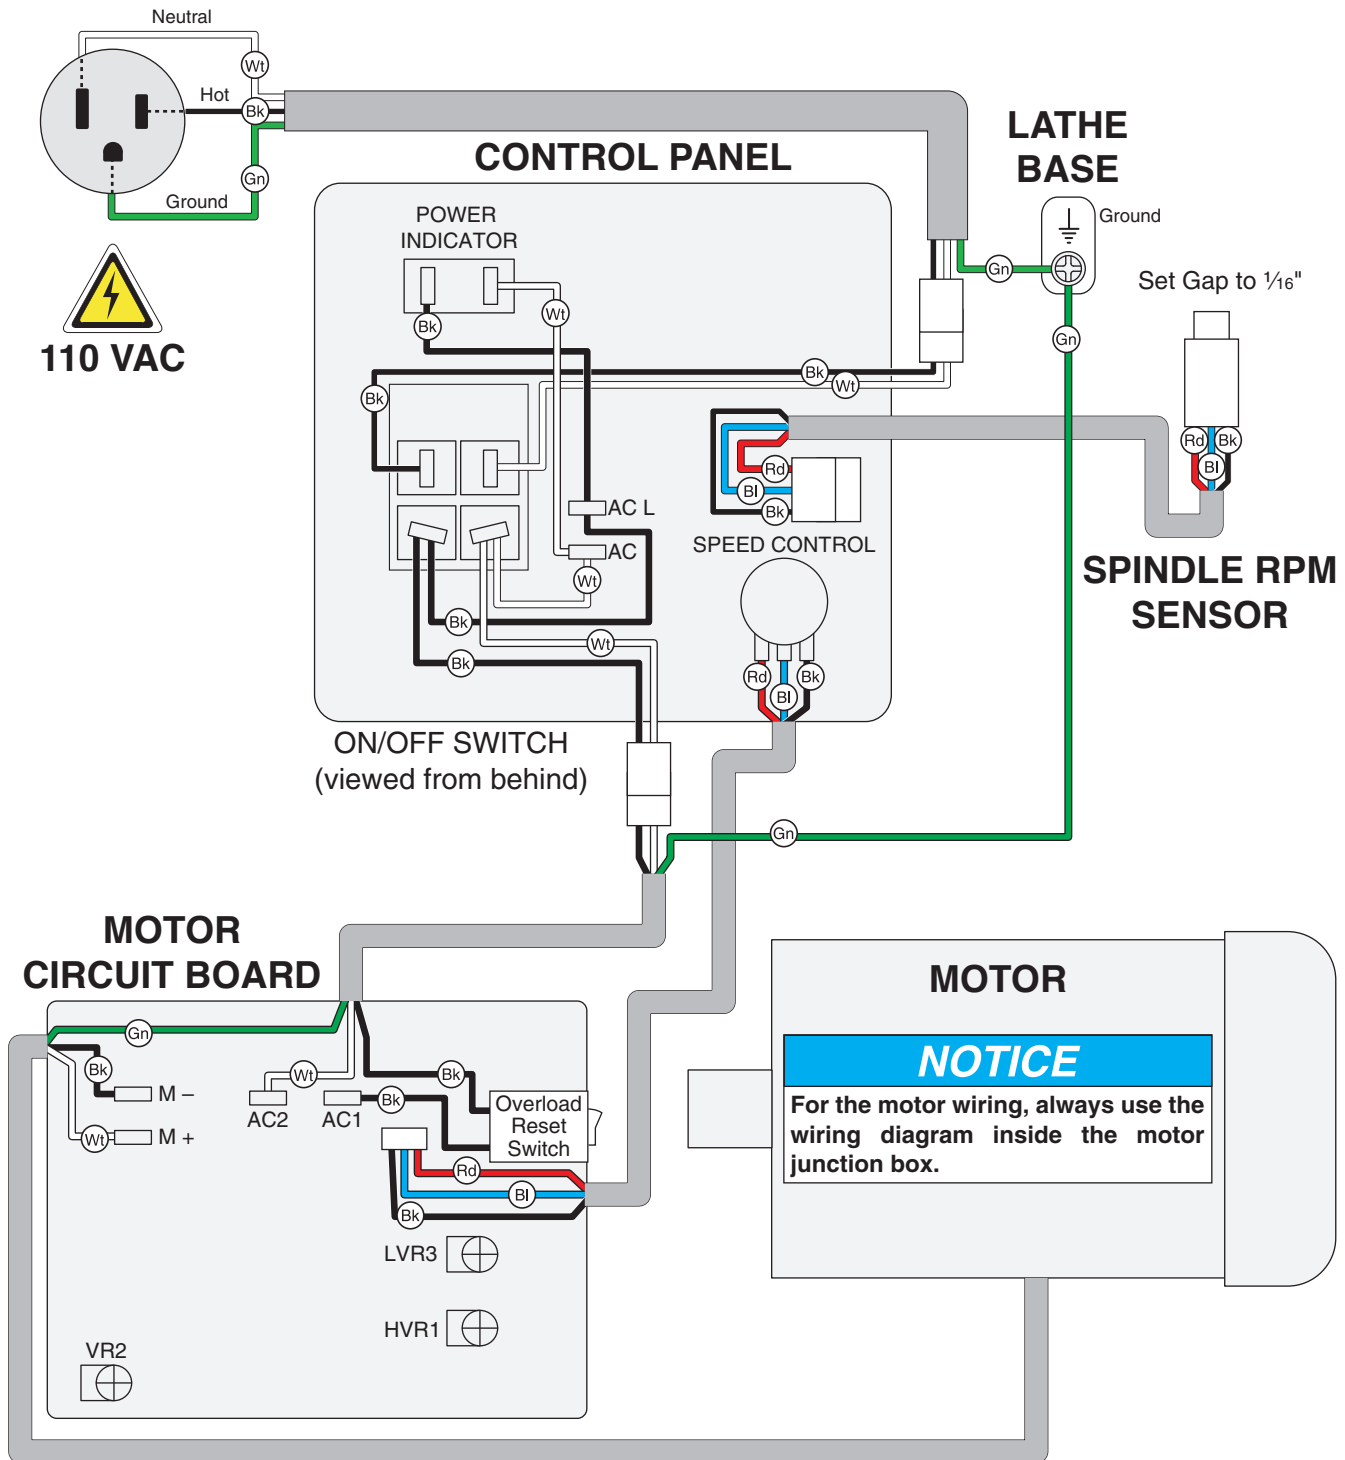 Neutral
Wt
Hot
Bk
Gn
Ground
110 VAC
CONTROL PANEL
LATHE
BASE
Ground
Gn
Gn
Set Gap to 1⁄16"
POWER
INDICATOR
Wt
Bk
Bk
Wt
Bk
Rd
Bl
Bk
AC L
AC
Wt
SPEED CONTROL
Rd
Bk
Bl
SPINDLE RPM
SENSOR
Bk
Wt
Bk
Rd
Bk
Bl
ON/OFF SWITCH
(viewed from behind)
Gn
MOTOR
CIRCUIT BOARD
Gn
Bk
M –
Wt
M +
Wt
AC2
AC1
Bk
Bk
Overload
Reset
Switch
Rd
Bl
Bk
LVR3
HVR1
VR2
MOTOR
NOTICE
For the motor wiring, always use the
wiring diagram inside the motor
junction box.